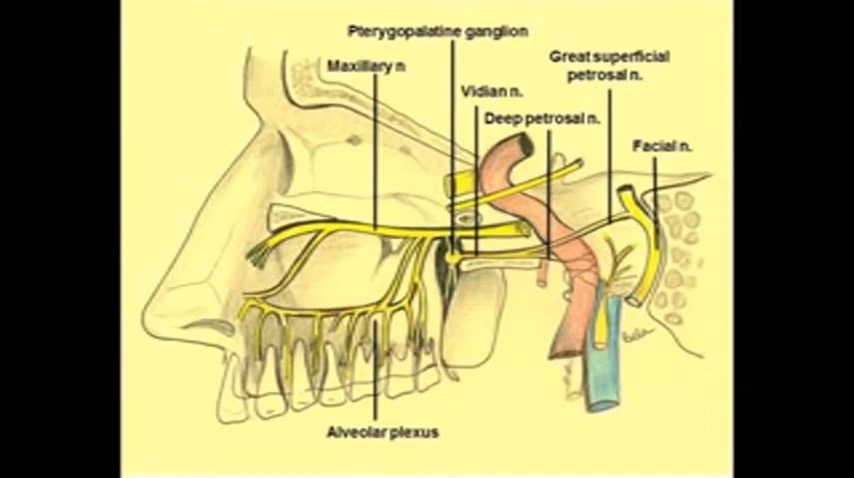 Pterygopalatine ganglion
Maxillary n
Great superficial
petrosal n.
Vidian n.
Deep petrosal n.
Facial n.
Alveolar plexus